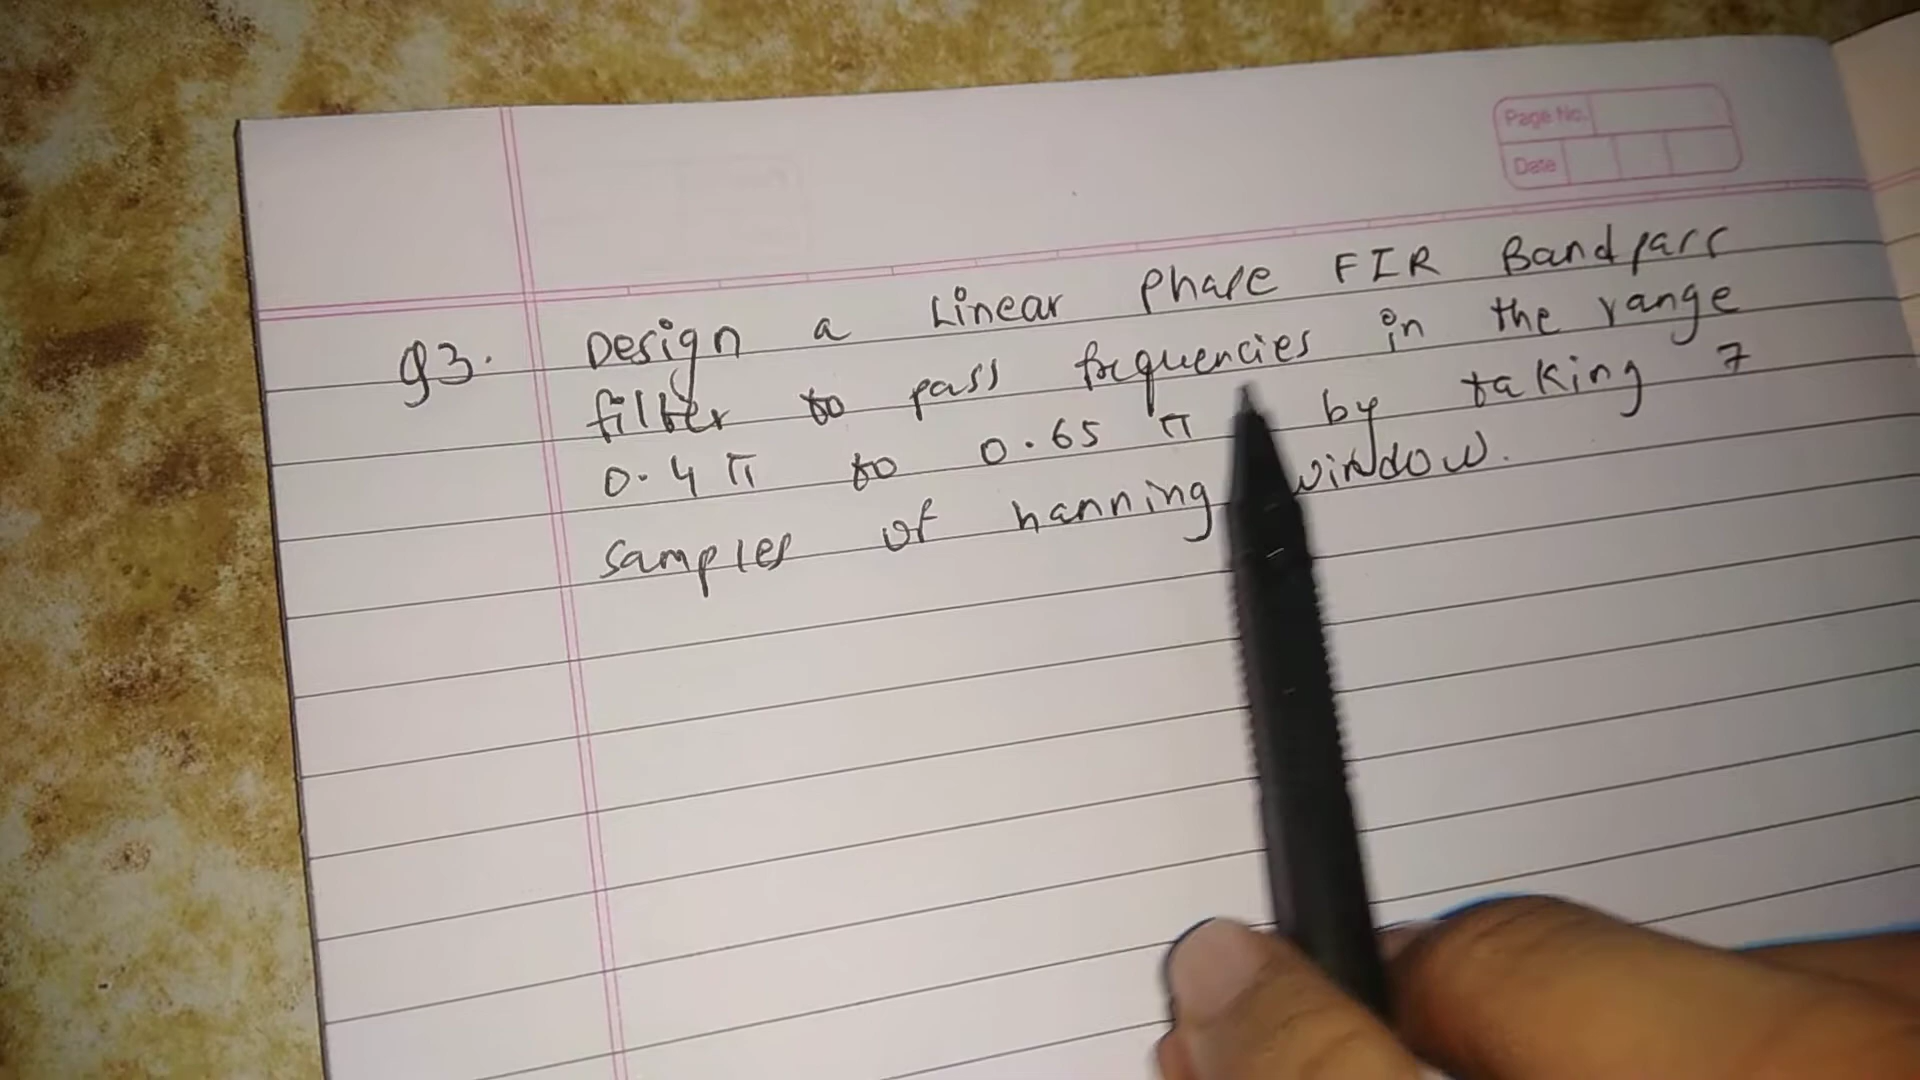 Page No.
Date
Q3. Design a Linear Phase FIR Bandpass
filter to pass frequencies in the range
0.4 π to 0.65 π by taking 7
samples of hanning window.